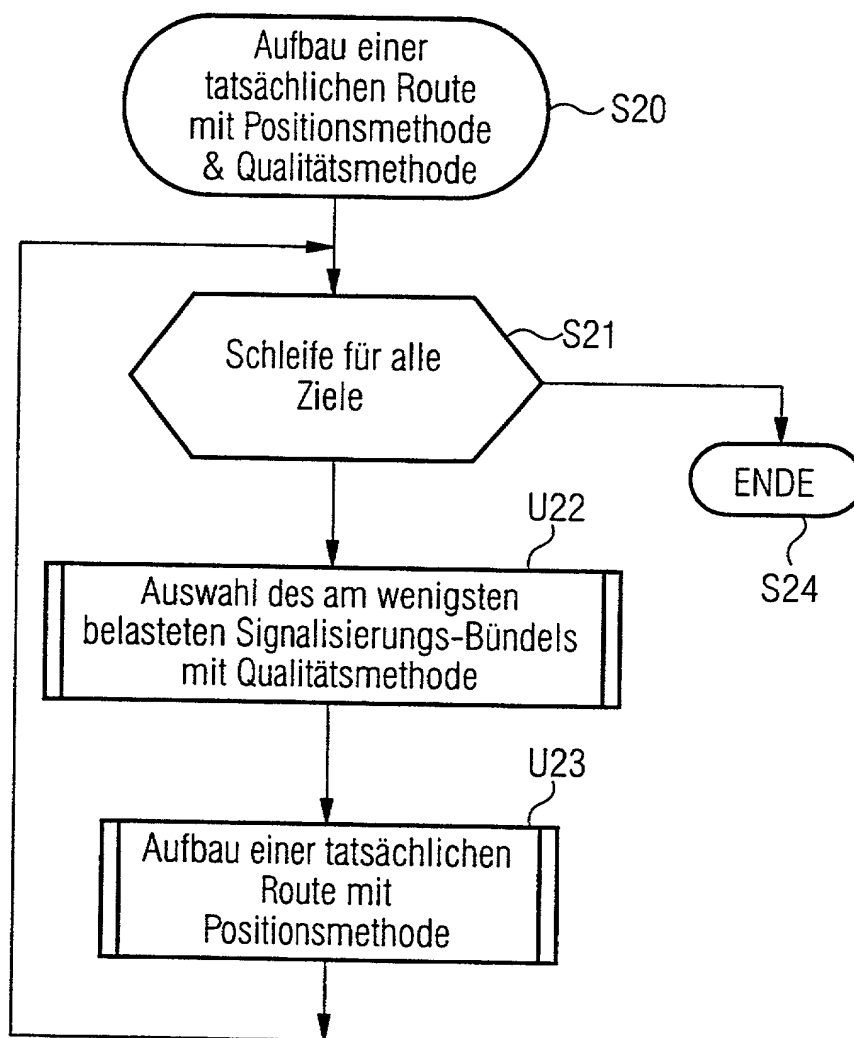 Aufbau einer
tatsächlichen Route
mit Positionsmethode
& Qualitätsmethode
S20
Schleife für alle
Ziele
S21
ENDE
S24
U22
Auswahl des am wenigsten
belasteten Signalisierungs-Bündels
mit Qualitätsmethode
U23
Aufbau einer tatsächlichen
Route mit
Positionsmethode